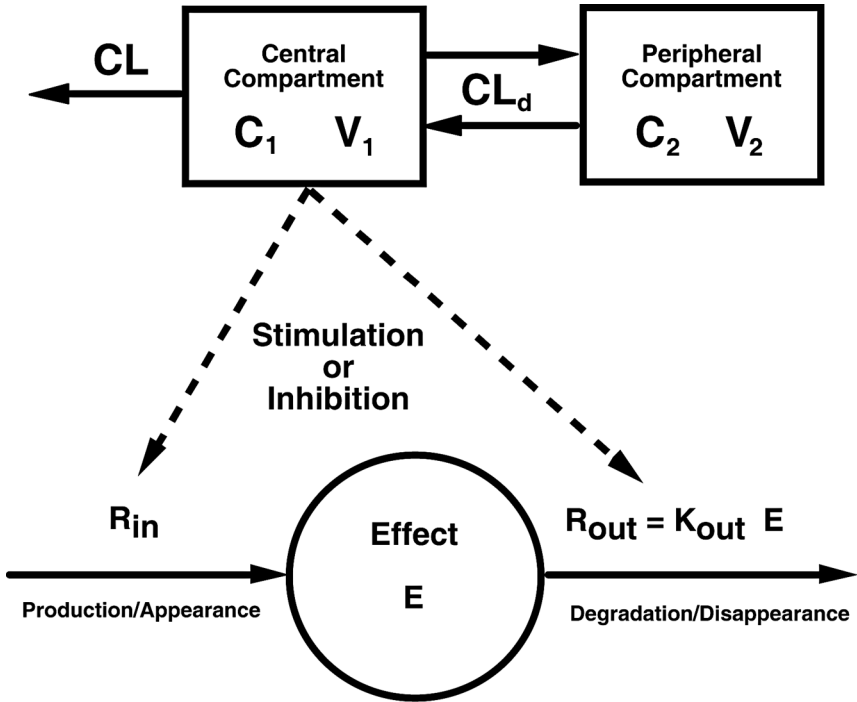 CL
Central
Compartment
C1 V1
CLd
Peripheral
Compartment
C2 V2
Stimulation
or
Inhibition
Rin
Production/Appearance
Effect
E
Rout = Kout E
Degradation/Disappearance